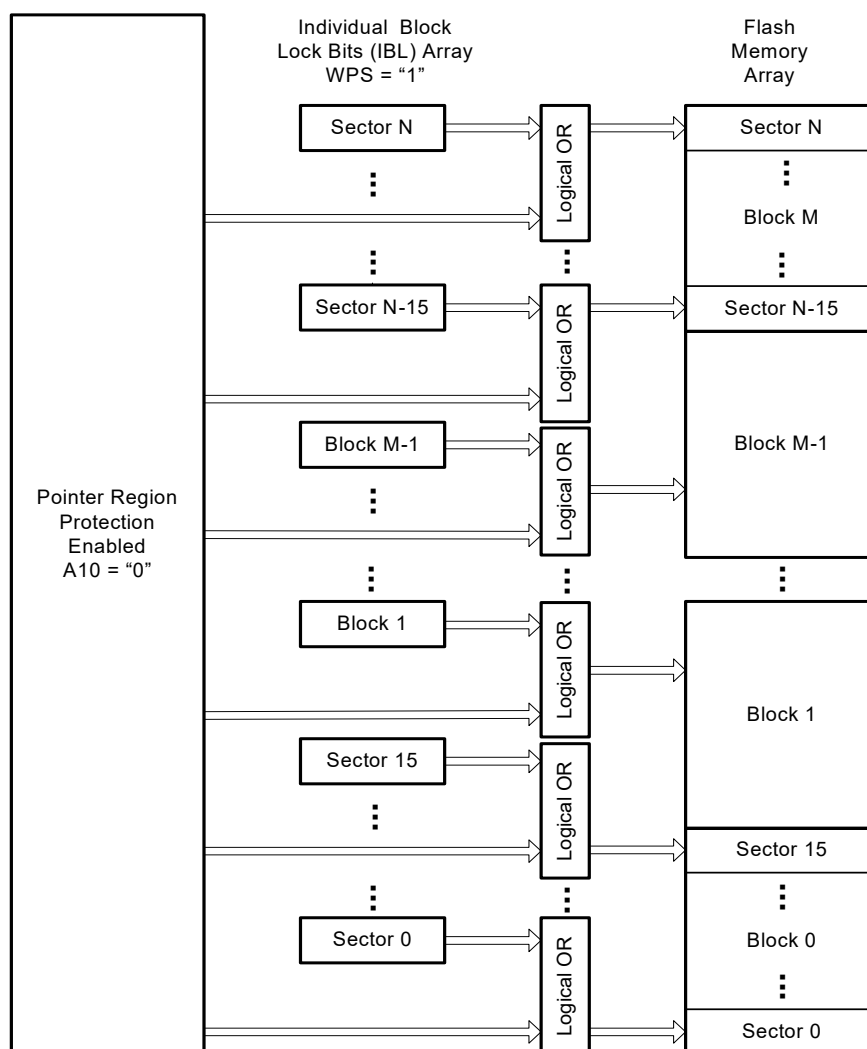 Individual Block
Lock Bits (IBL) Array
WPS = “1”
Flash
Memory
Array
Sector N
Logical OR
Sector N
Block M
Sector N-15
Logical OR
Sector N-15
Block M-1
Logical OR
Block M-1
Pointer Region
Protection
Enabled
A10 = “0”
Block 1
Logical OR
Block 1
Sector 15
Logical OR
Sector 15
Block 0
Sector 0
Logical OR
Sector 0